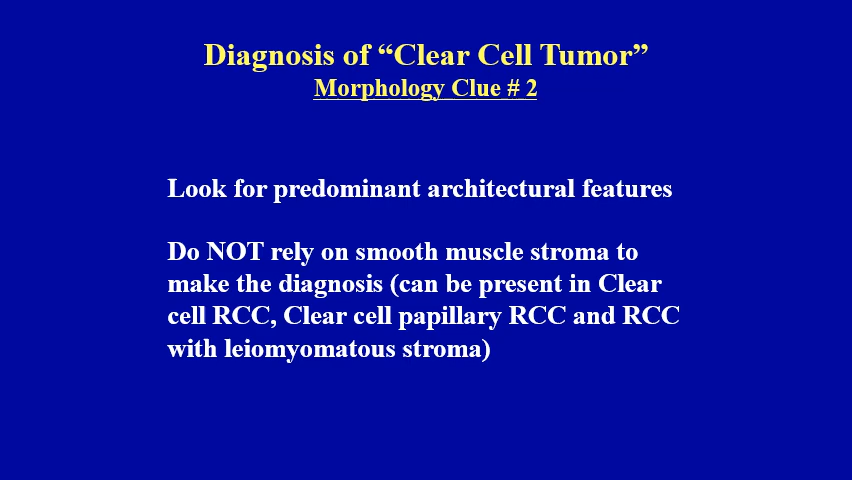 Diagnosis of “Clear Cell Tumor”
Morphology Clue # 2
Look for predominant architectural features
Do NOT rely on smooth muscle stroma to
make the diagnosis (can be present in Clear
cell RCC, Clear cell papillary RCC and RCC
with leiomyomatous stroma)